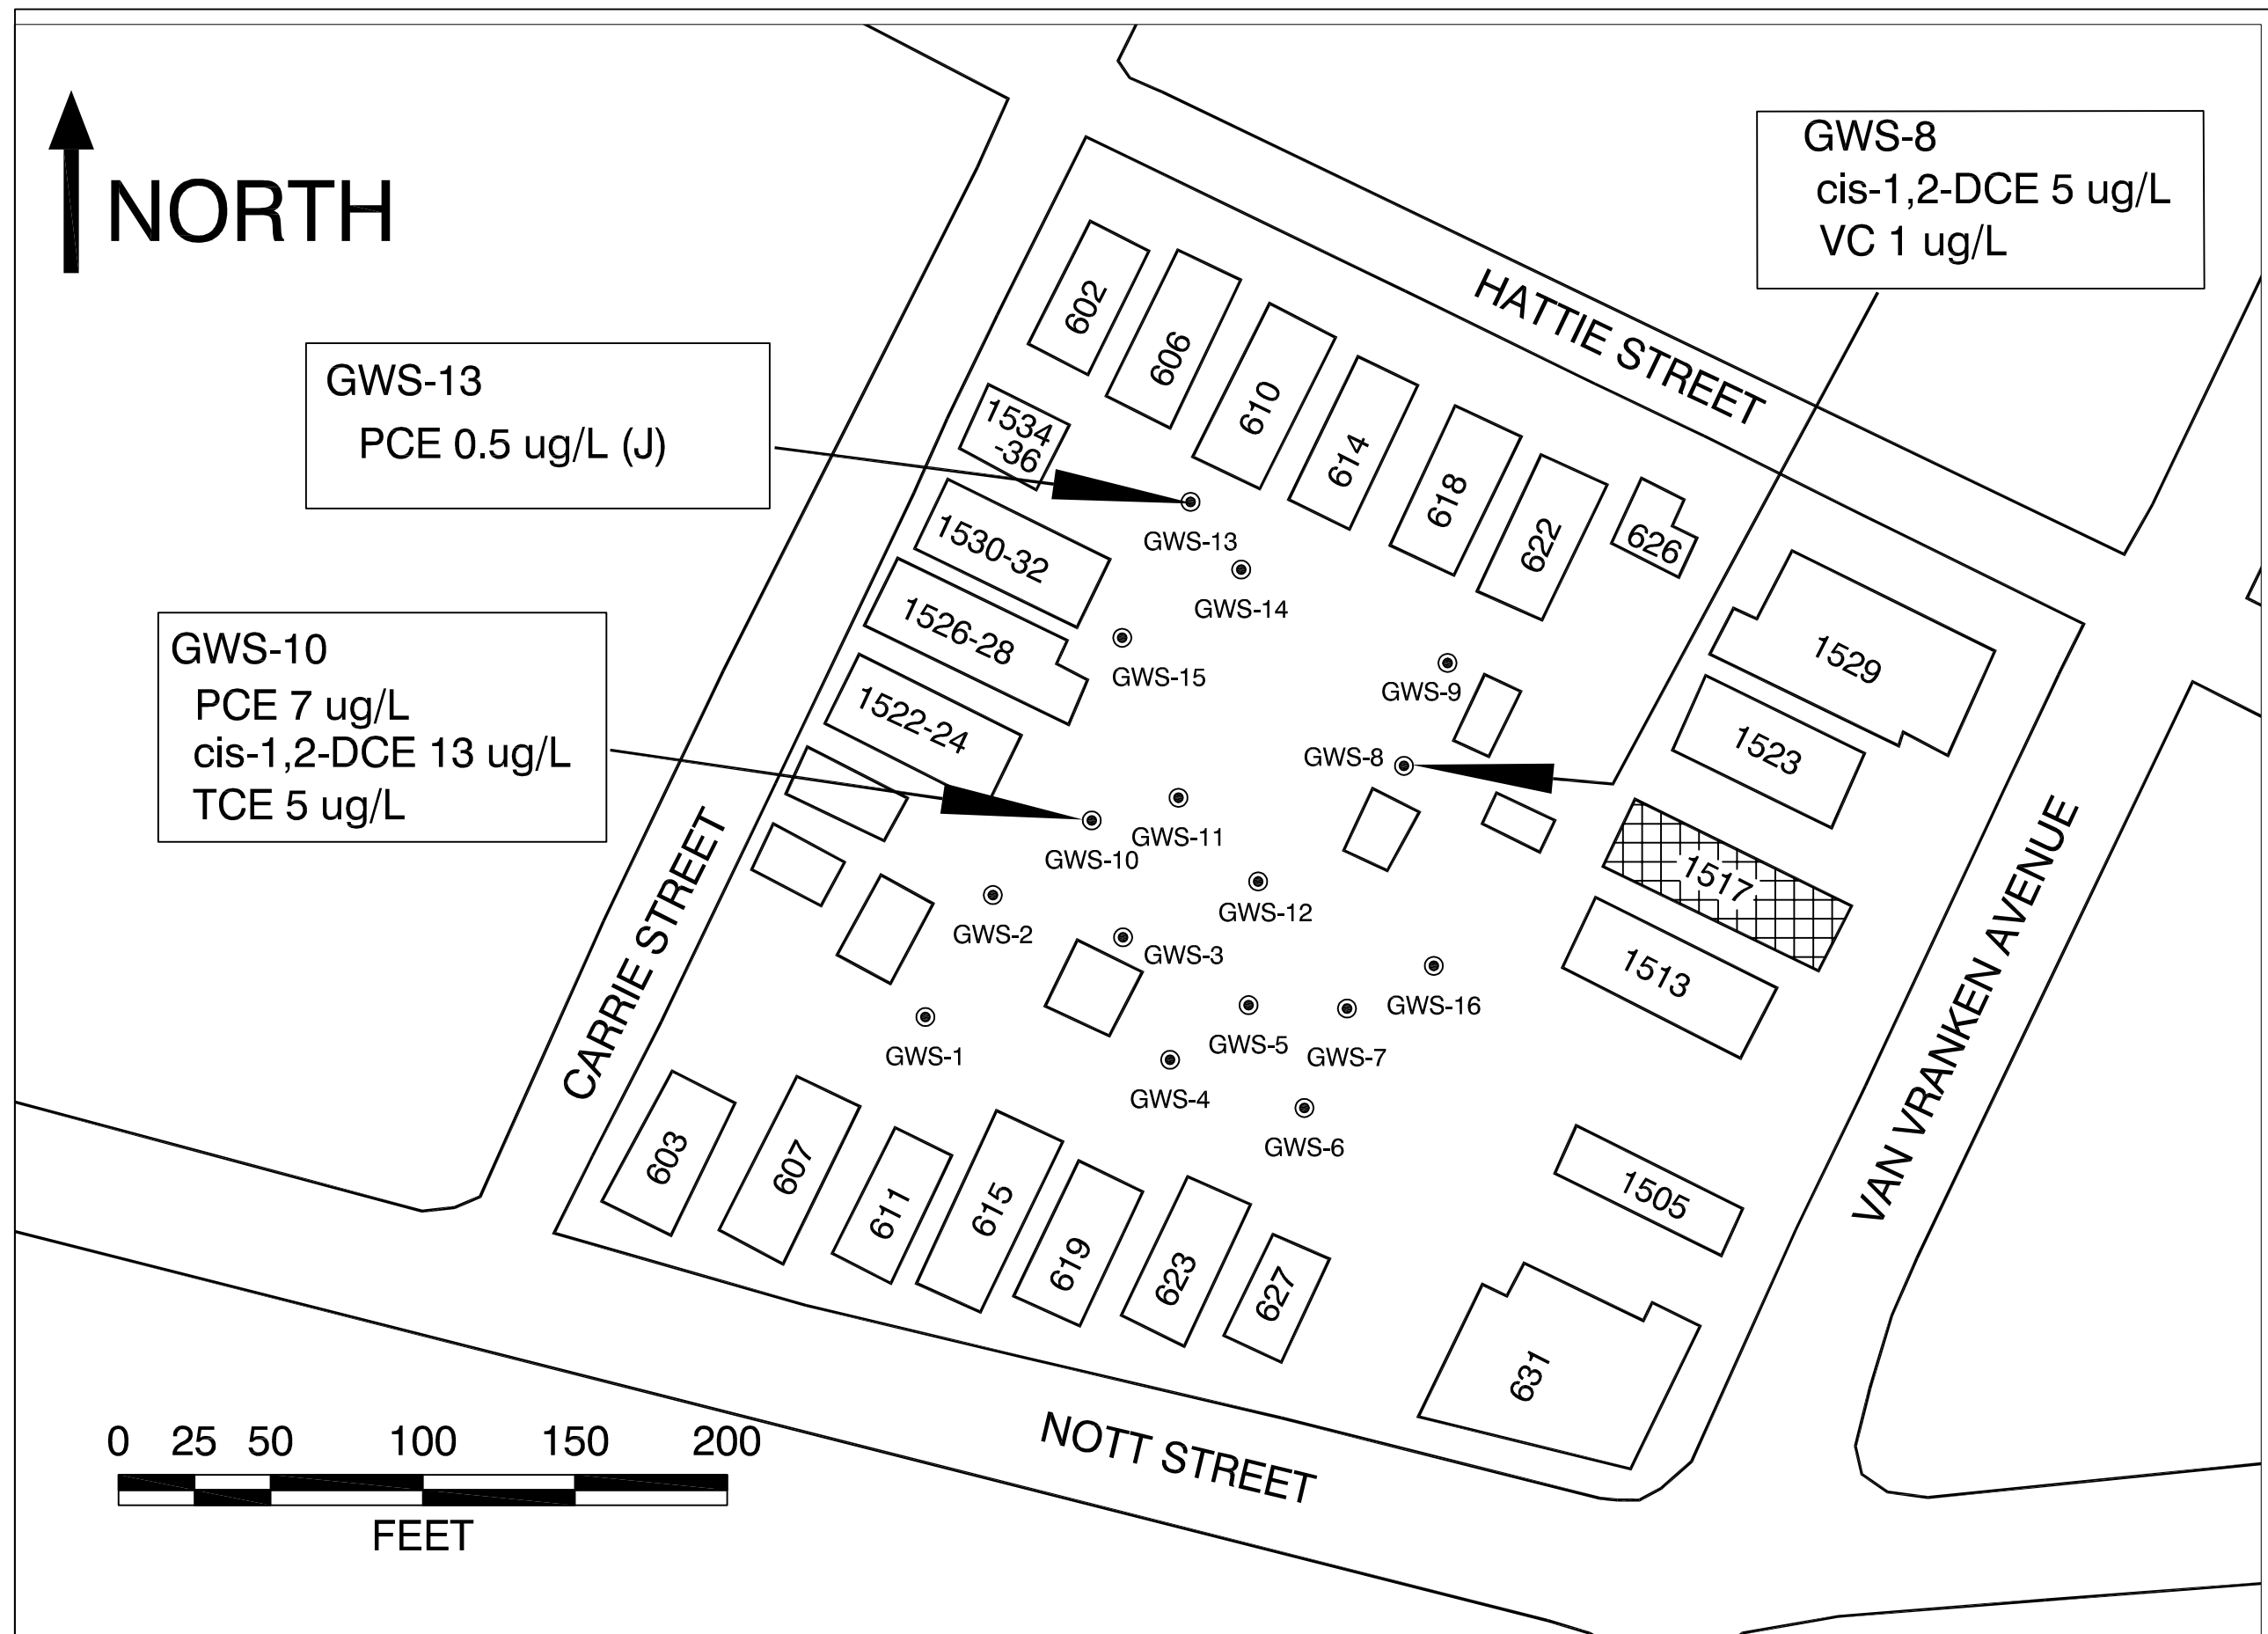 GWS-8
cis-1,2-DCE 5 ug/L
VC 1 ug/L
NORTH
HATTIE STREET
602
606
610
614
618
622
626
GWS-13
PCE 0.5 ug/L (J)
1534
-36
1530-32
1526-28
1522-24
GWS-13
GWS-14
GWS-15
GWS-9
GWS-8
1529
1523
1517
1513
1505
GWS-10
PCE 7 ug/L
cis-1,2-DCE 13 ug/L
TCE 5 ug/L
GWS-11
GWS-10
GWS-12
GWS-2
GWS-3
GWS-16
GWS-5
GWS-7
GWS-1
GWS-4
GWS-6
CARRIE STREET
VAN VRANKEN AVENUE
603
607
611
615
619
623
627
631
NOTT STREET
0 25 50 100 150 200
FEET